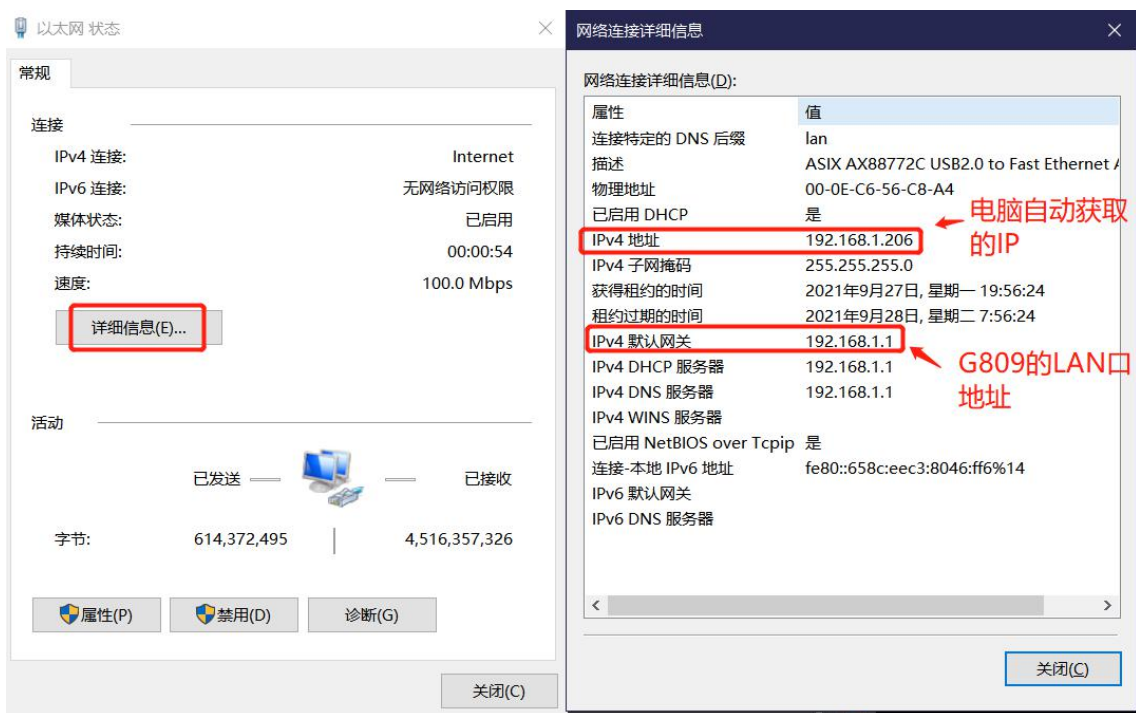 以太网 状态
常规
连接
IPv4 连接: Internet
IPv6 连接: 无网络访问权限
媒体状态: 已启用
持续时间: 00:00:54
速度: 100.0 Mbps
详细信息(E)...
活动
已发送 已接收
字节: 614,372,495 4,516,357,326
属性(P) 禁用(D) 诊断(G)
关闭(C)
网络连接详细信息
网络连接详细信息(D):
属性 值
连接特定的 DNS 后缀 lan
描述 ASIX AX88772C USB2.0 to Fast Ethernet
物理地址 00-0E-C6-56-C8-A4
已启用 DHCP 是
IPv4 地址 192.168.1.206
IPv4 子网掩码 255.255.255.0
获得租约的时间 2021年9月27日, 星期一 19:56:24
租约过期的时间 2021年9月28日, 星期二 7:56:24
IPv4 默认网关 192.168.1.1
IPv4 DHCP 服务器 192.168.1.1
IPv4 DNS 服务器 192.168.1.1
IPv4 WINS 服务器
已启用 NetBIOS over Tcpip 是
连接-本地 IPv6 地址 fe80::658c:eec3:8046:ff6%14
IPv6 默认网关
IPv6 DNS 服务器
电脑自动获取
的IP
G809的LAN口
地址
关闭(C)